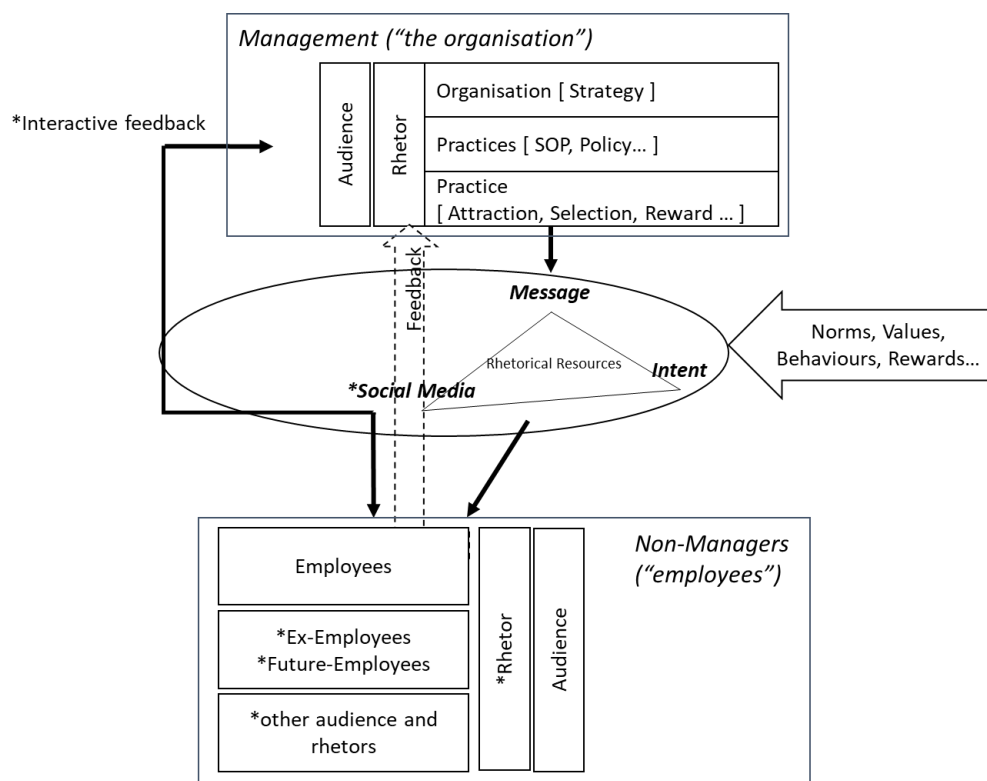 Management (“the organisation”)
Audience
Rhetor
Organisation [ Strategy ]
Practices [ SOP, Policy… ]
Practice
[ Attraction, Selection, Reward … ]
*Interactive feedback
Feedback
Message
Rhetorical Resources
Intent
*Social Media
Norms, Values,
Behaviours, Rewards…
Non-Managers
(“employees”)
Employees
*Ex-Employees
*Future-Employees
*other audience and
rhetors
*Rhetor
Audience